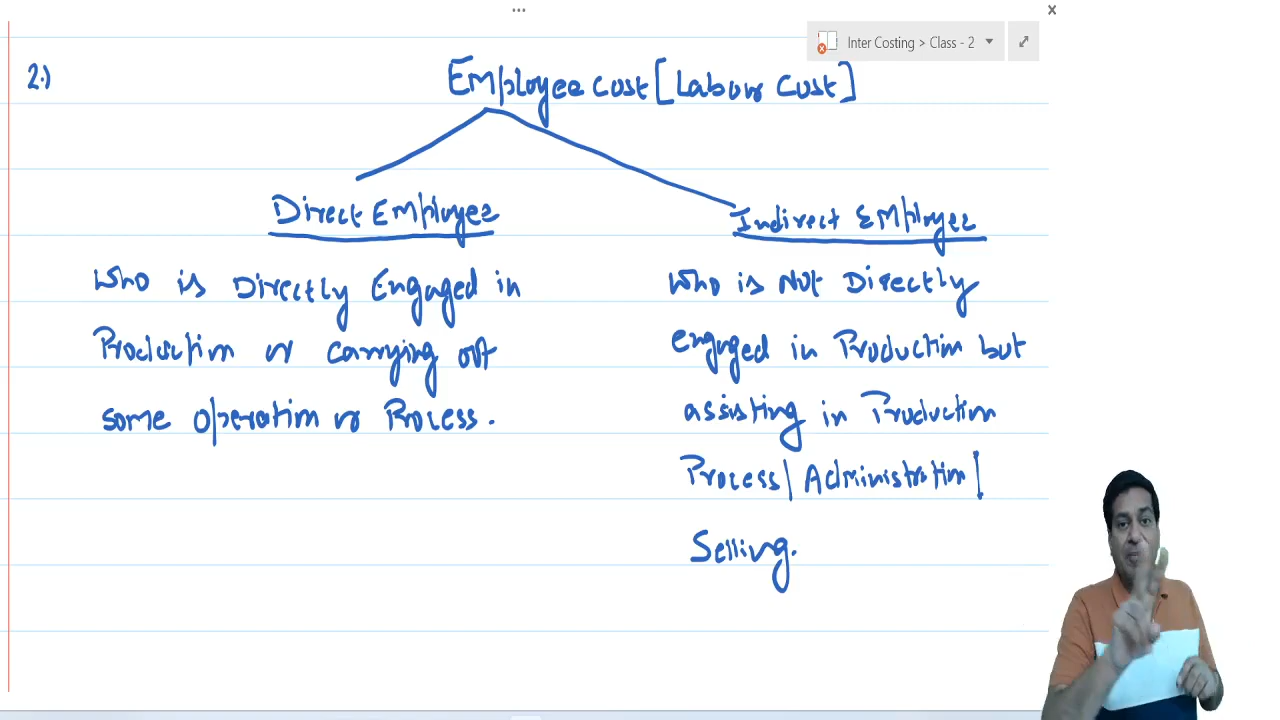 Inter Costing > Class - 2
2.) Employee Cost [Labour Cost]
Direct Employee
Indirect Employee
Who is Directly Engaged in
Production or carrying out
some operation or Process.
Who is Not Directly
engaged in Production but
assisting in Production
Process| Administration|
Selling.